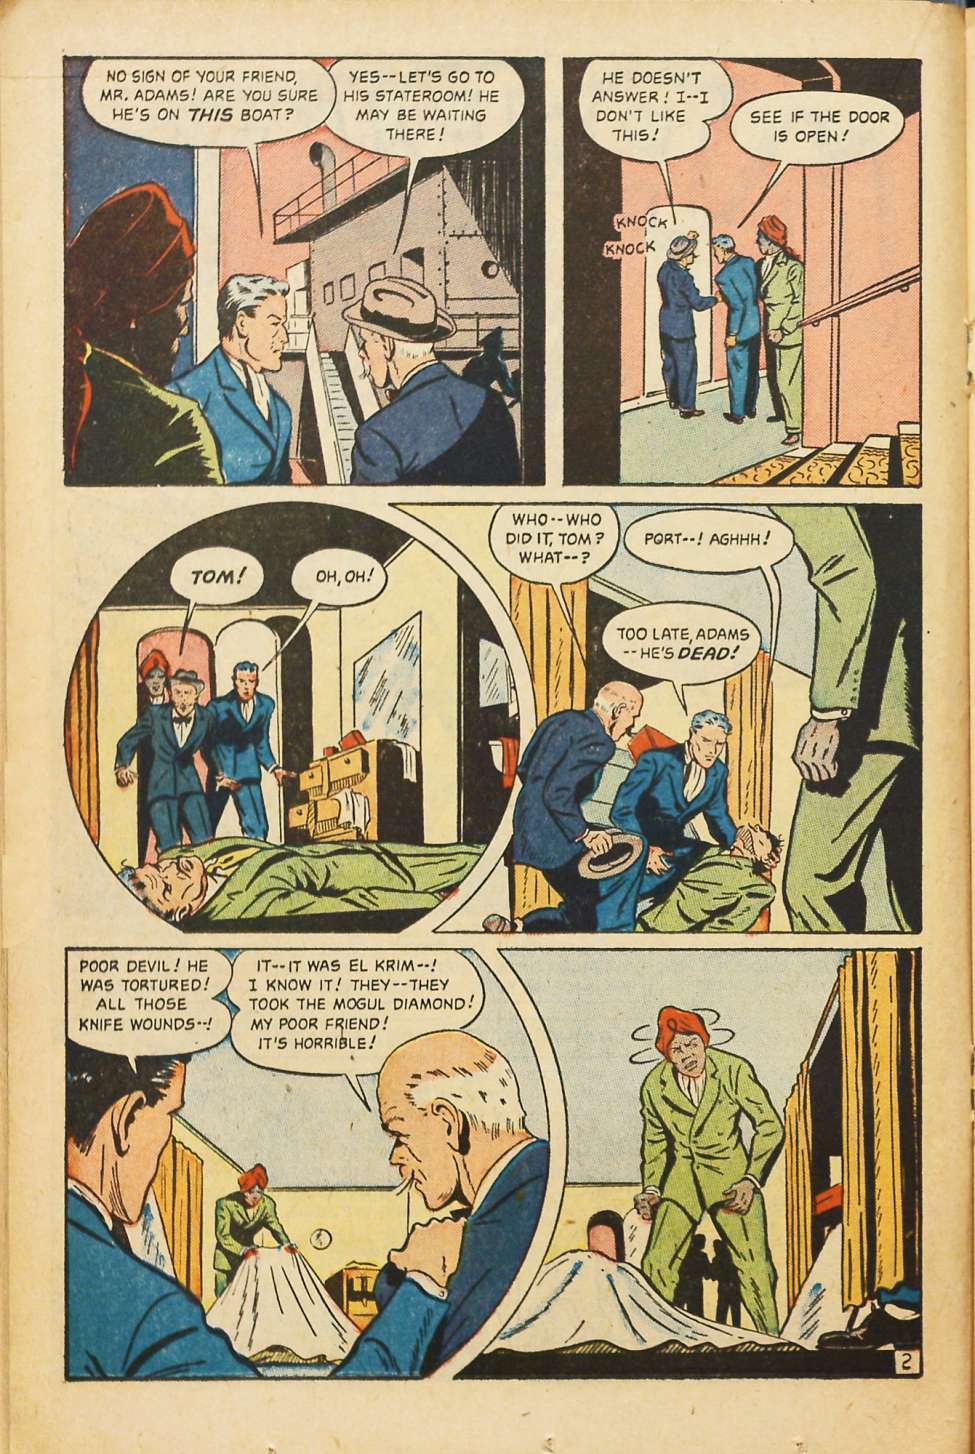 NO SIGN OF YOUR FRIEND,
MR. ADAMS! ARE YOU SURE
HE'S ON THIS BOAT?
YES--LET'S GO TO
HIS STATEROOM! HE
MAY BE WAITING
THERE!
HE DOESN'T
ANSWER! I--I
DON'T LIKE
THIS!
SEE IF THE DOOR
IS OPEN!
KNOCK
KNOCK
TOM!
OH, OH!
WHO--WHO
DID IT, TOM?
WHAT--?
PORT--! AGHHH!
TOO LATE, ADAMS
--HE'S DEAD!
POOR DEVIL! HE
WAS TORTURED!
ALL THOSE
KNIFE WOUNDS--!
IT--IT WAS EL KRIM--!
I KNOW IT! THEY--THEY
TOOK THE MOGUL DIAMOND!
MY POOR FRIEND!
IT'S HORRIBLE!
2